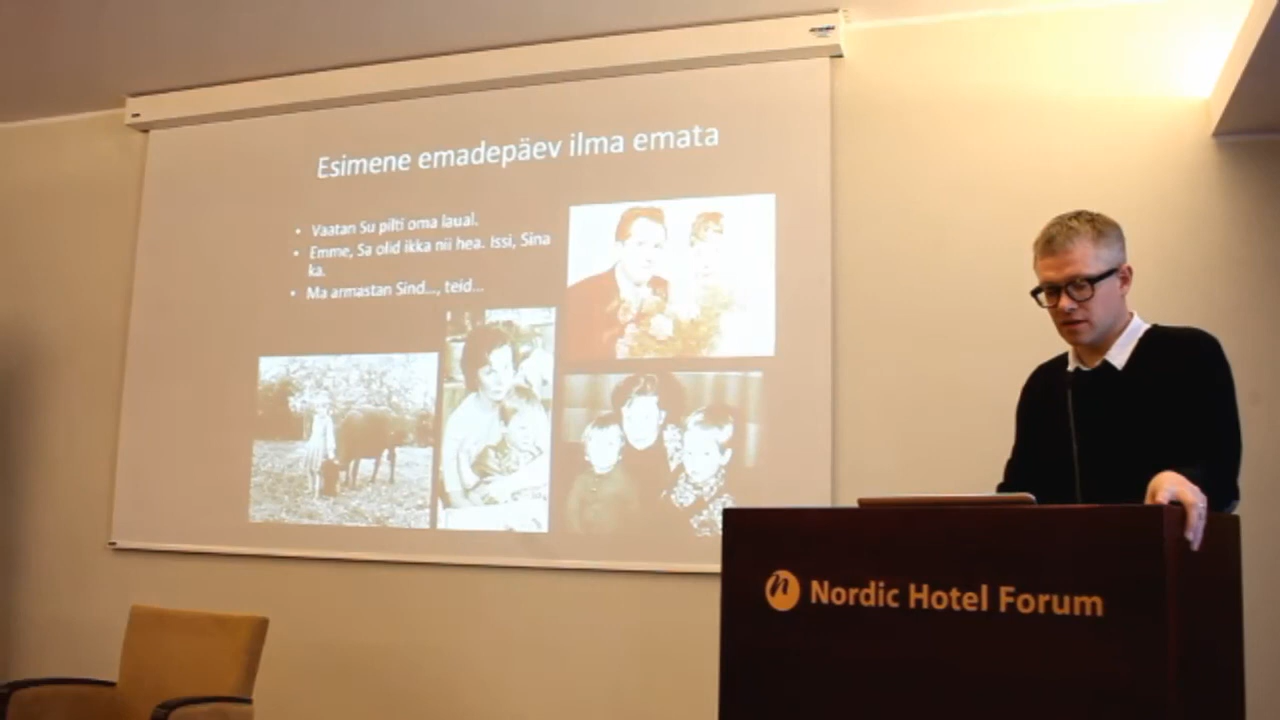 Esimene emadepäev ilma emata
• Vaatan Su pilti oma laual.
• Emme, Sa olid ikka nii hea. Issi, Sina
ka.
• Ma armastan Sind..., teid...
Nordic Hotel Forum